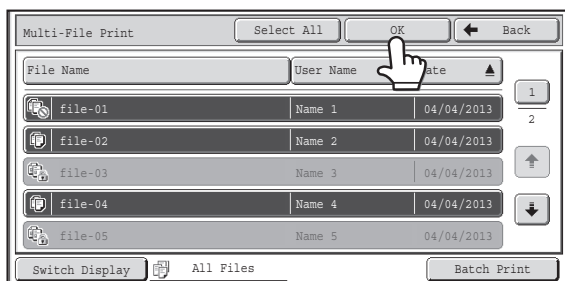 Multi-File Print Select All OK Back
File Name User Name ate
file-01 Name 1 04/04/2013
1
2
file-02 Name 2 04/04/2013
file-03 Name 3 04/04/2013
file-04 Name 4 04/04/2013
file-05 Name 5 04/04/2013
Switch Display All Files Batch Print